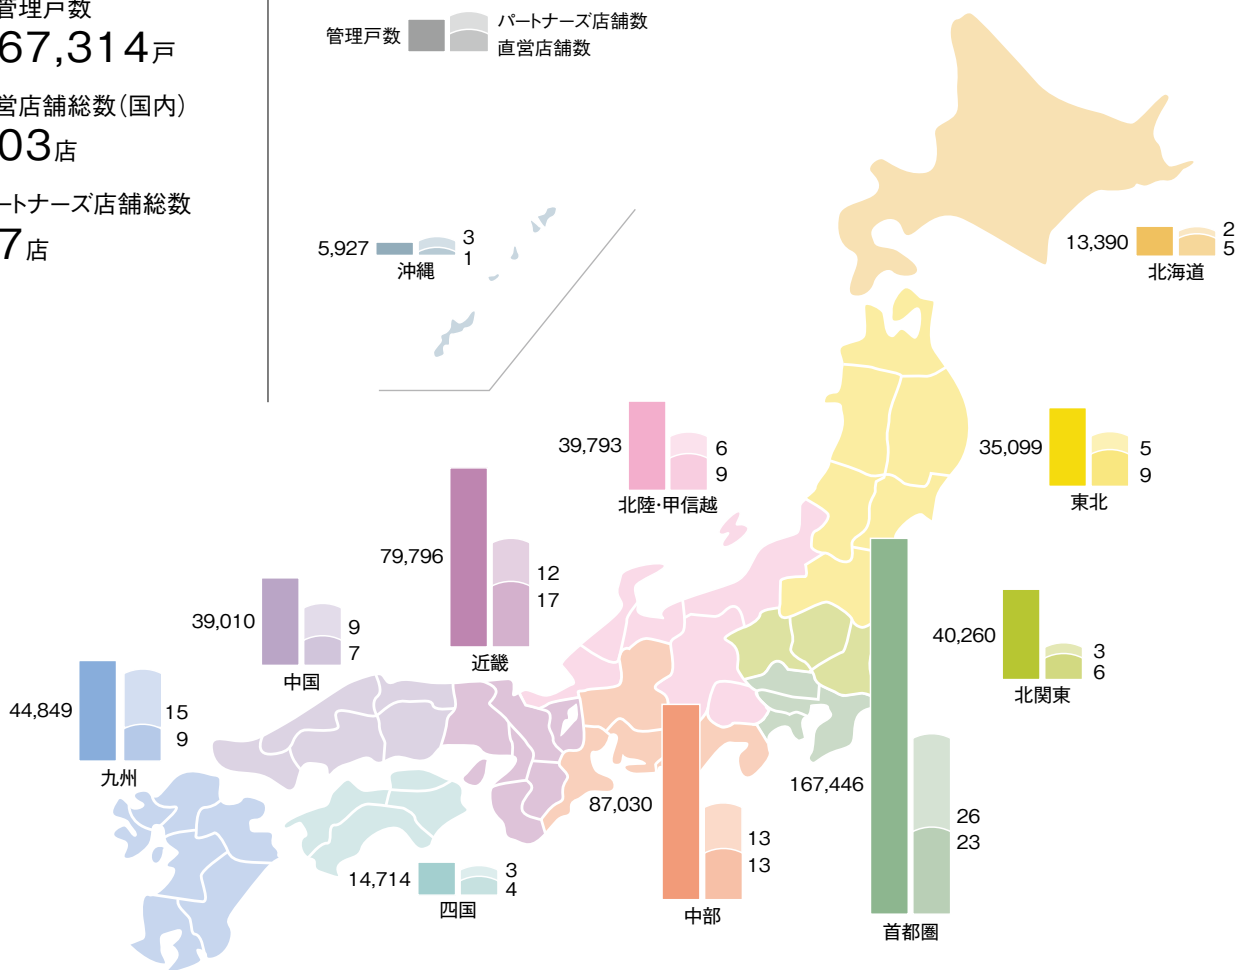 管理戸数
67,314戸
営店舗総数(国内)
03店
ートナーズ店舗総数
7店
管理戸数
パートナーズ店舗数
直営店舗数
5,927
3
1
沖縄
13,390
2
5
北海道
39,793
6
9
北陸・甲信越
35,099
5
9
東北
79,796
12
17
近畿
39,010
9
7
中国
40,260
3
6
北関東
44,849
15
9
九州
167,446
26
23
首都圏
87,030
13
13
中部
14,714
3
4
四国